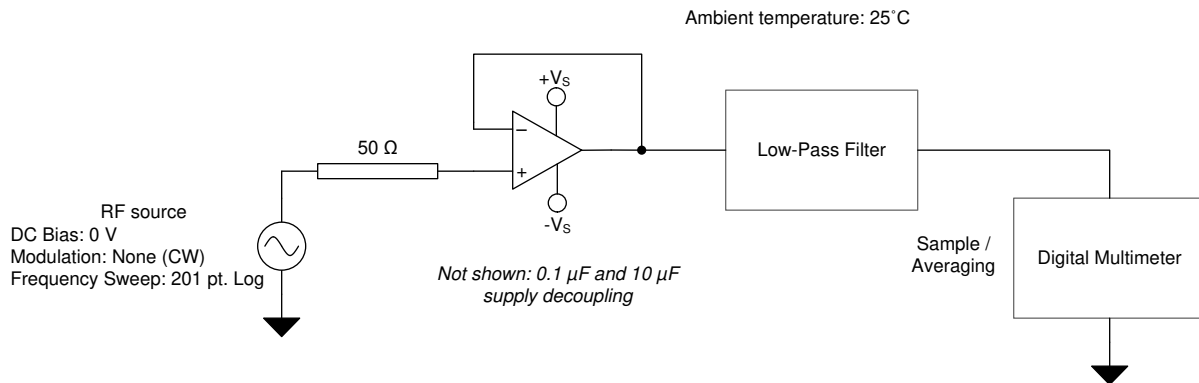 Ambient temperature: 25˚C
+VS
50 Ω
−
+
-VS
Low-Pass Filter
RF source
DC Bias: 0 V
Modulation: None (CW)
Frequency Sweep: 201 pt. Log
Not shown: 0.1 µF and 10 µF
supply decoupling
Sample /
Averaging
Digital Multimeter